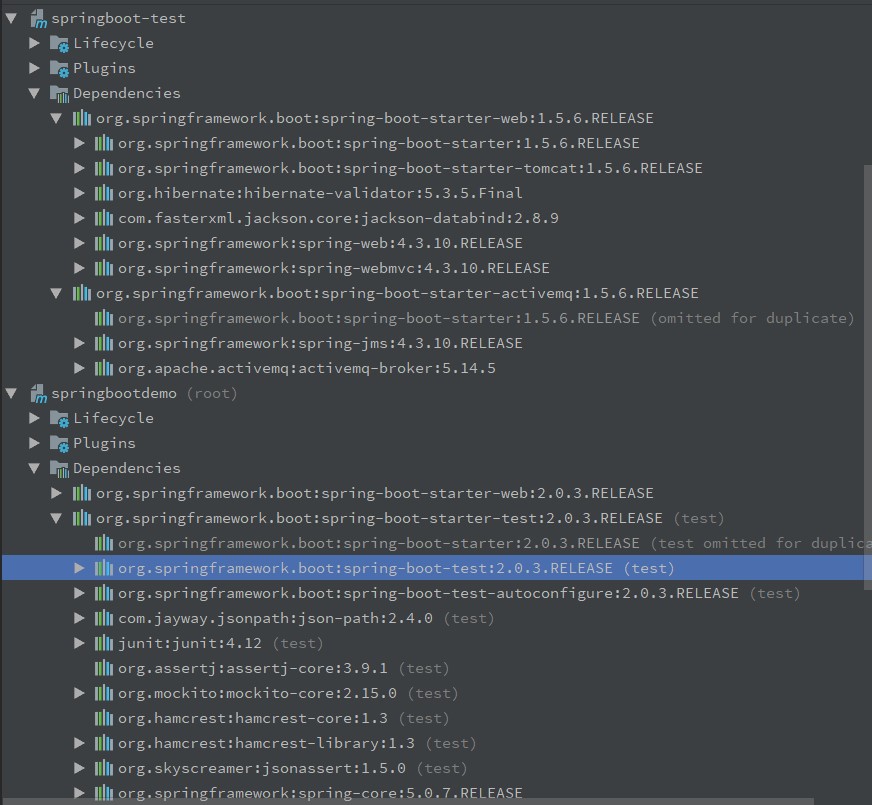 springboot-test
Lifecycle
Plugins
Dependencies
org.springframework.boot:spring-boot-starter-web:1.5.6.RELEASE
org.springframework.boot:spring-boot-starter:1.5.6.RELEASE
org.springframework.boot:spring-boot-starter-tomcat:1.5.6.RELEASE
org.hibernate:hibernate-validator:5.3.5.Final
com.fasterxml.jackson.core:jackson-databind:2.8.9
org.springframework:spring-web:4.3.10.RELEASE
org.springframework:spring-webmvc:4.3.10.RELEASE
org.springframework.boot:spring-boot-starter-activemq:1.5.6.RELEASE
org.springframework.boot:spring-boot-starter:1.5.6.RELEASE (omitted for duplicate)
org.springframework:spring-jms:4.3.10.RELEASE
org.apache.activemq:activemq-broker:5.14.5
springbootdemo (root)
Lifecycle
Plugins
Dependencies
org.springframework.boot:spring-boot-starter-web:2.0.3.RELEASE
org.springframework.boot:spring-boot-starter-test:2.0.3.RELEASE (test)
org.springframework.boot:spring-boot-starter:2.0.3.RELEASE (test omitted for duplica
org.springframework.boot:spring-boot-test:2.0.3.RELEASE (test)
org.springframework.boot:spring-boot-test-autoconfigure:2.0.3.RELEASE (test)
com.jayway.jsonpath:json-path:2.4.0 (test)
junit:junit:4.12 (test)
org.assertj:assertj-core:3.9.1 (test)
org.mockito:mockito-core:2.15.0 (test)
org.hamcrest:hamcrest-core:1.3 (test)
org.hamcrest:hamcrest-library:1.3 (test)
org.skyscreamer:jsonassert:1.5.0 (test)
org.springframework:spring-core:5.0.7.RELEASE